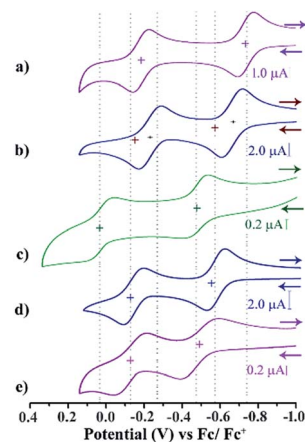 a)
1.0 µA
b)
2.0 µA
c)
0.2 µA
d)
2.0 µA
e)
0.2 µA
0.4 0.2 0.0 -0.2 -0.4 -0.6 -0.8 -1.0
Potential (V) vs Fc/ Fc⁺